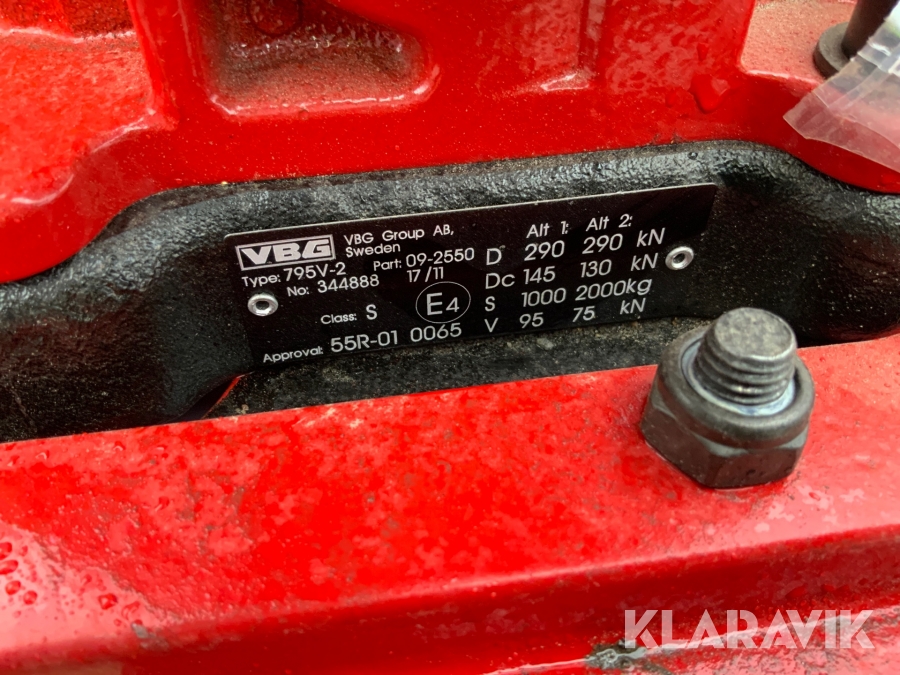 VBG
VBG Group AB,
Sweden
Type: 795V-2
Part: 09-2550
No: 344888
17/11
Class: S
E4
Approval: 55R-01 0065
Alt 1: Alt 2:
D 290 290 kN
Dc 145 130 kN
S 1000 2000kg
V 95 75 kN
KLARAVIK